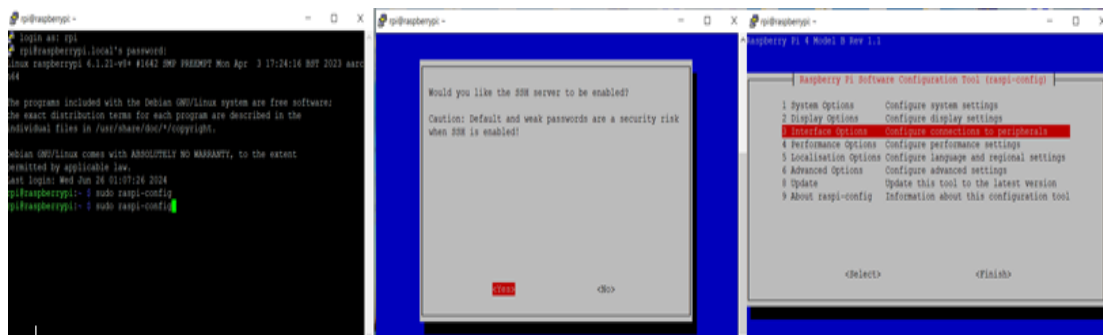 rpi@raspberrypi: ~
login as: rpi
rpi@raspberrypi.local's password:
Linux raspberrypi 6.1.21-v8+ #1642 SMP PREEMPT Mon Apr  3 17:24:16 BST 2023 aarc
h64
The programs included with the Debian GNU/Linux system are free software;
the exact distribution terms for each program are described in the
individual files in /usr/share/doc/*/copyright.
Debian GNU/Linux comes with ABSOLUTELY NO WARRANTY, to the extent
permitted by applicable law.
Last login: Wed Jun 26 01:07:26 2024
rpi@raspberrypi:~ $ sudo raspi-config
rpi@raspberrypi:~ $ sudo raspi-config
rpi@raspberrypi: ~
Would you like the SSH server to be enabled?
Caution: Default and weak passwords are a security risk
when SSH is enabled!
<Yes> <No>
rpi@raspberrypi: ~
Raspberry Pi 4 Model B Rev 1.1
Raspberry Pi Software Configuration Tool (raspi-config)
1 System Options Configure system settings
2 Display Options Configure display settings
3 Interface Options Configure connections to peripherals
4 Performance Options Configure performance settings
5 Localisation Options Configure language and regional settings
6 Advanced Options Configure advanced settings
8 Update Update this tool to the latest version
9 About raspi-config Information about this configuration tool
<Select> <Finish>